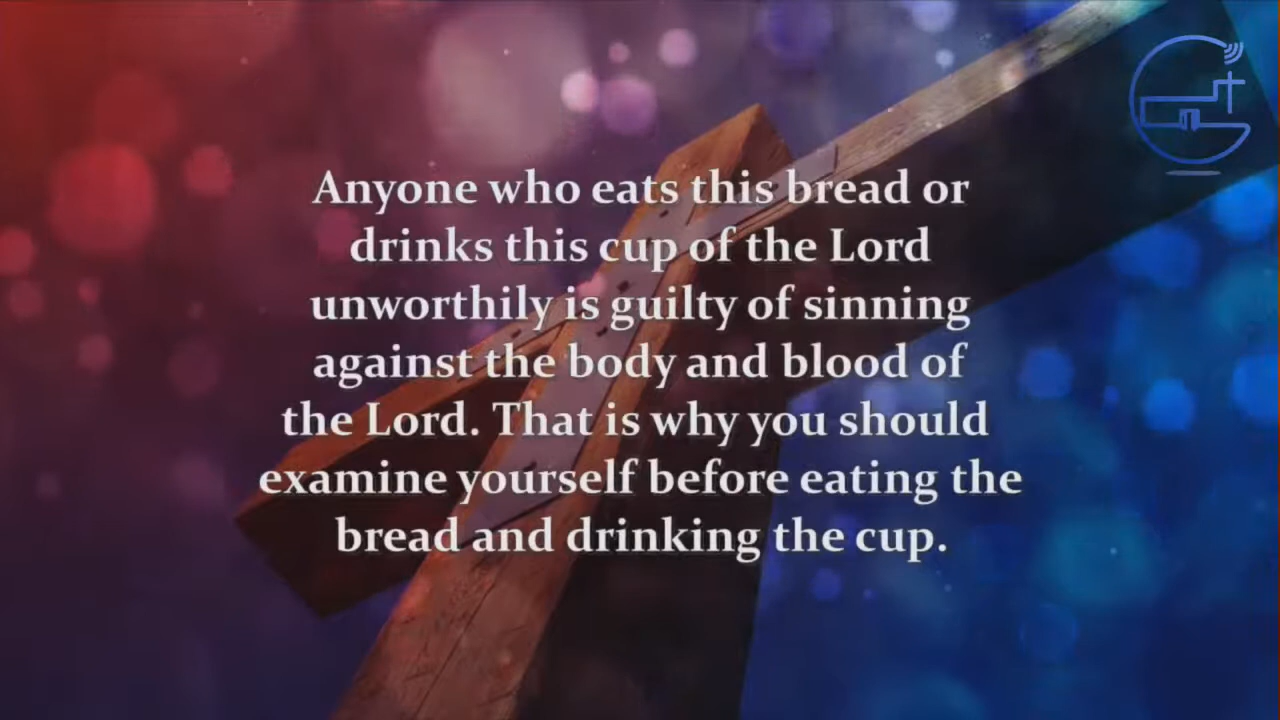 Anyone who eats this bread or
drinks this cup of the Lord
unworthily is guilty of sinning
against the body and blood of
the Lord. That is why you should
examine yourself before eating the
bread and drinking the cup.